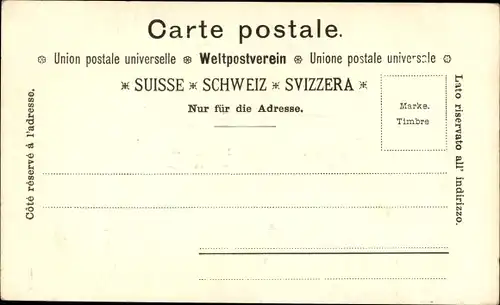 Carte postale.
Union postale universelle ❋ Weltpostverein ❋ Unione postale universale
SUISSE ✶ SCHWEIZ ✶ SVIZZERA
Nur für die Adresse.
Marke.
Timbre
Côté réservé à l'adresse.
Lato riservato all' indirizzo.